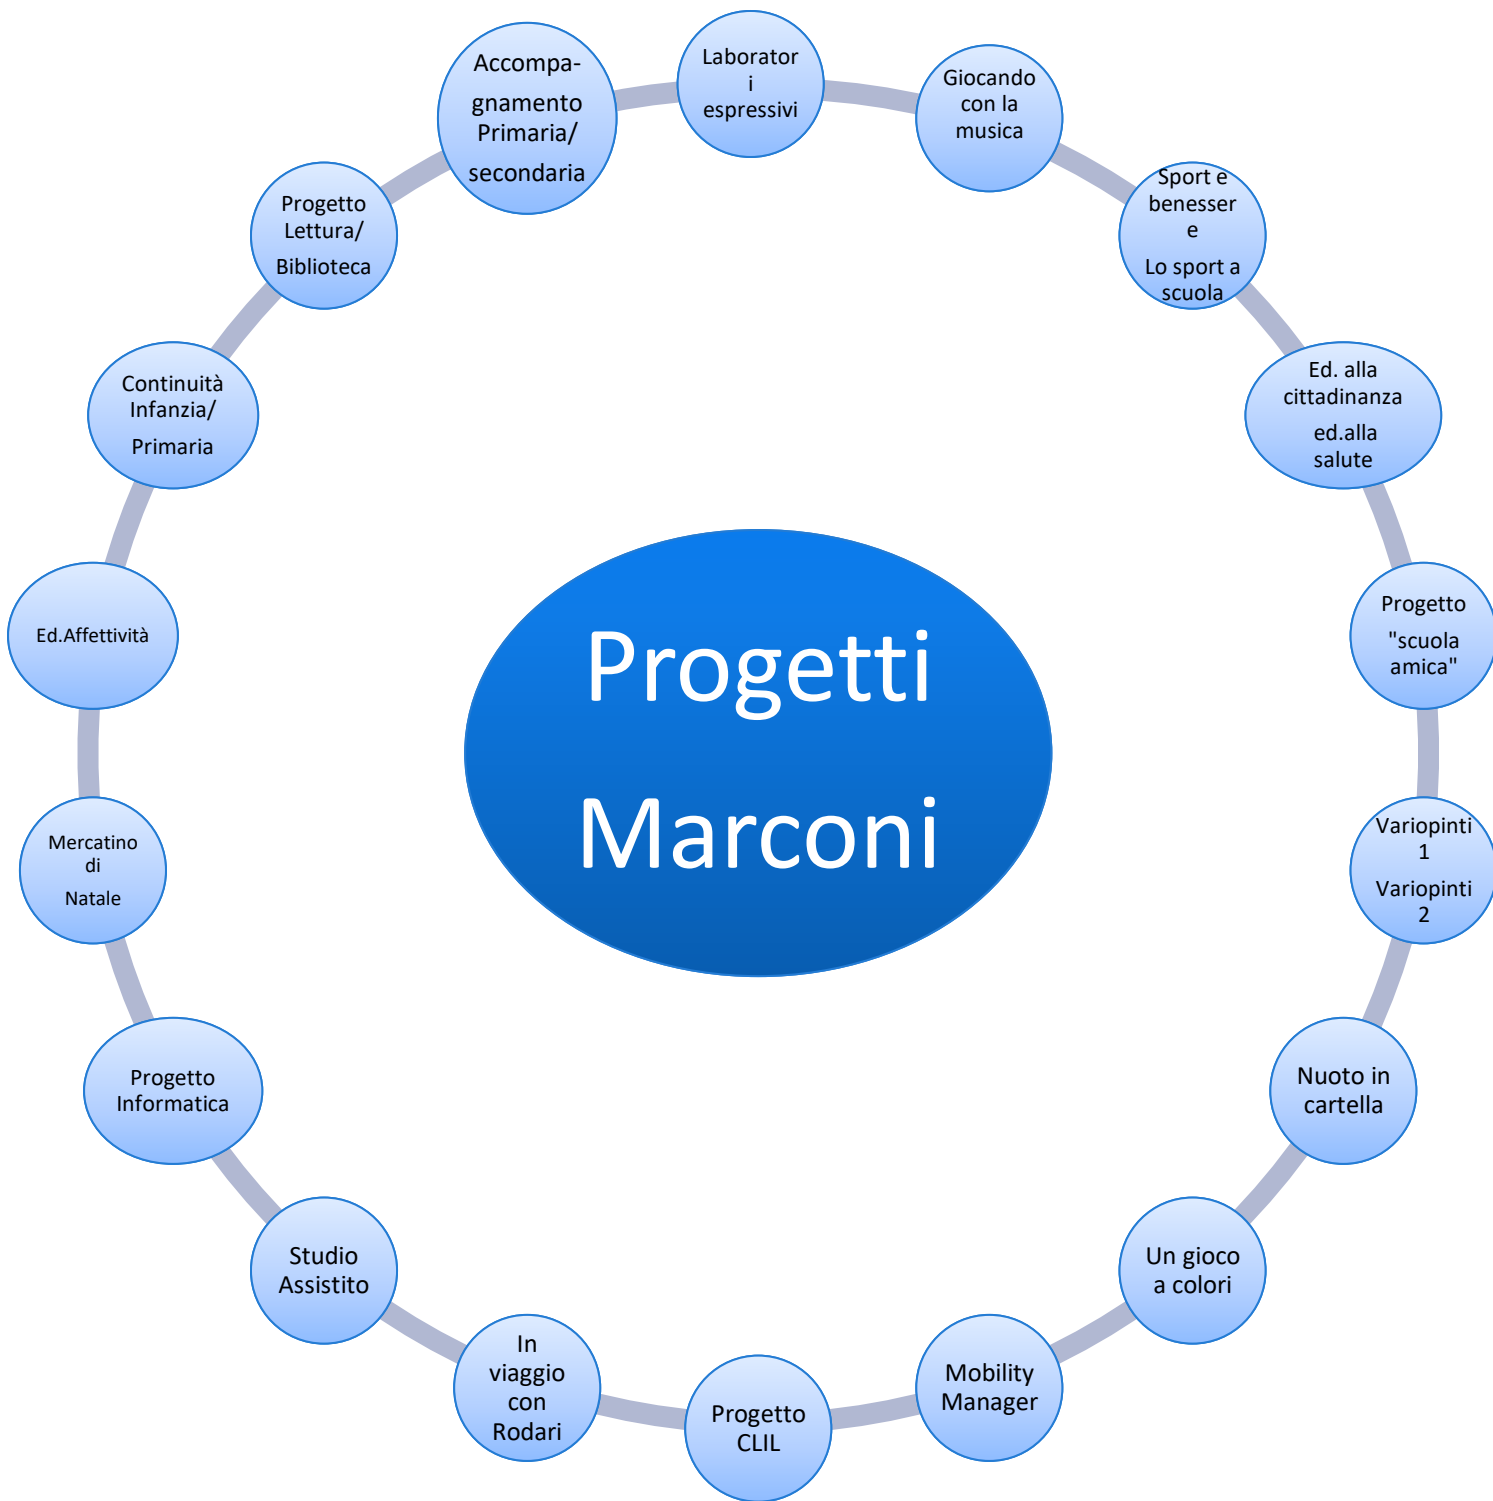 Laborator
i
espressivi
Giocando
con la
musica
Sport e
benesser
e
Lo sport a
scuola
Ed. alla
cittadinanza
ed.alla
salute
Progetto
"scuola
amica"
Variopinti
1
Variopinti
2
Nuoto in
cartella
Un gioco
a colori
Mobility
Manager
Progetto
CLIL
In
viaggio
con
Rodari
Studio
Assistito
Progetto
Informatica
Mercatino
di
Natale
Ed.Affettività
Continuità
Infanzia/
Primaria
Progetto
Lettura/
Biblioteca
Accompa-
gnamento
Primaria/
secondaria
Progetti
Marconi